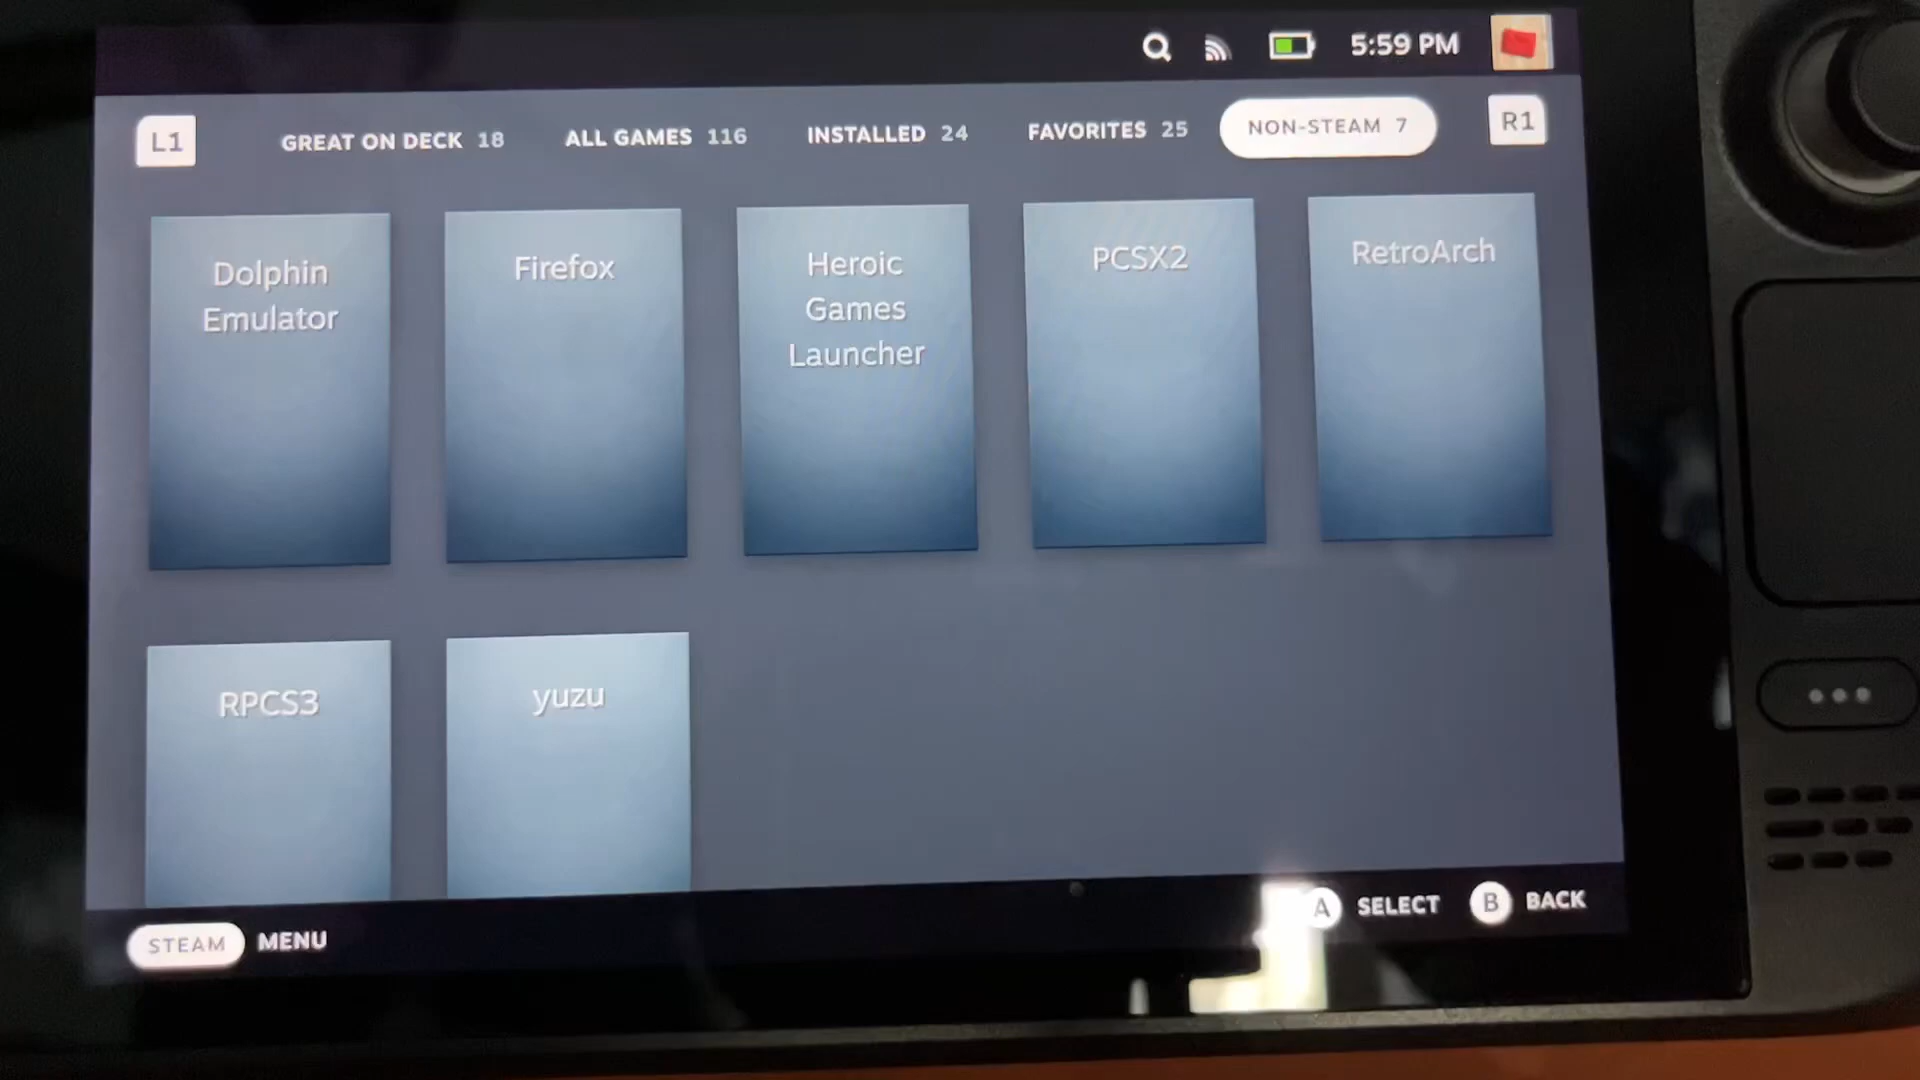 5:59 PM
L1
GREAT ON DECK 18
ALL GAMES 116
INSTALLED 24
FAVORITES 25
NON-STEAM 7
R1
Dolphin
Emulator
Firefox
Heroic
Games
Launcher
PCSX2
RetroArch
RPCS3
yuzu
STEAM MENU
A SELECT
B BACK